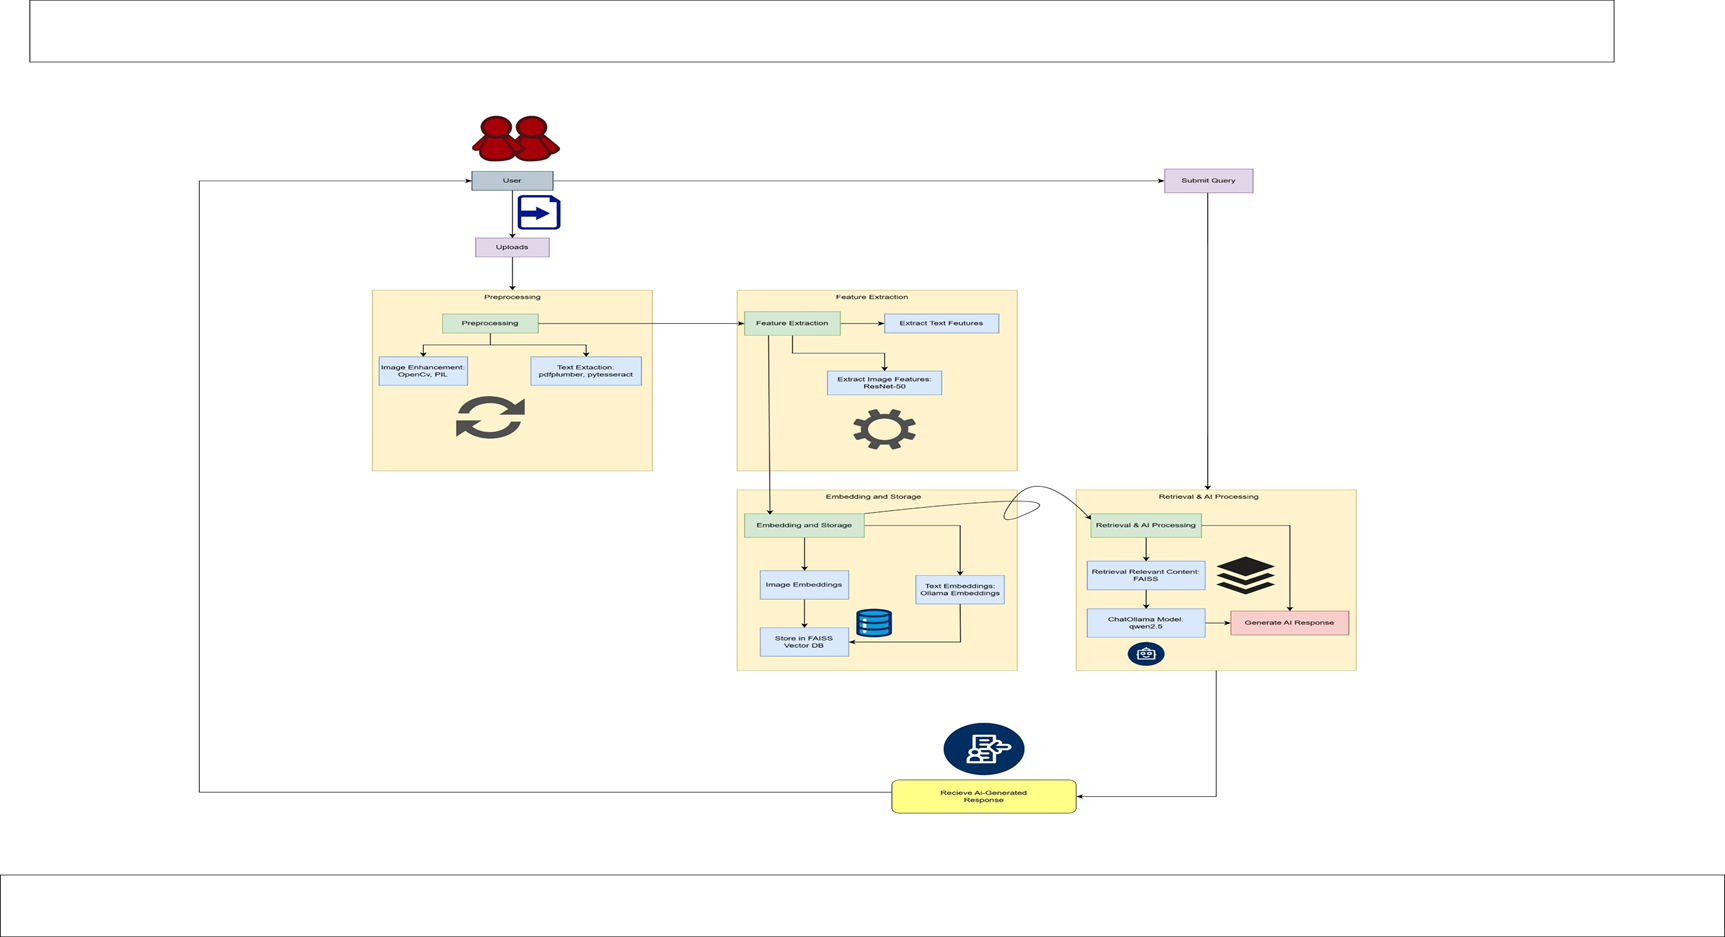 User
Submit Query
Uploads
Preprocessing
Preprocessing
Image Enhancement:
OpenCv, PIL
Text Extaction:
pdfplumber, pytesseract
Feature Extraction
Feature Extraction
Extract Text Feutures
Extract Image Features:
ResNet-50
Embedding and Storage
Embedding and Storage
Image Embeddings
Text Embeddings:
Ollama Embeddings
Store in FAISS
Vector DB
Retrieval & AI Processing
Retrieval & AI Processing
Retrieval Relevant Content:
FAISS
ChatOllama Model:
qwen2.5
Generate AI Response
Recieve Ai-Generated
Response